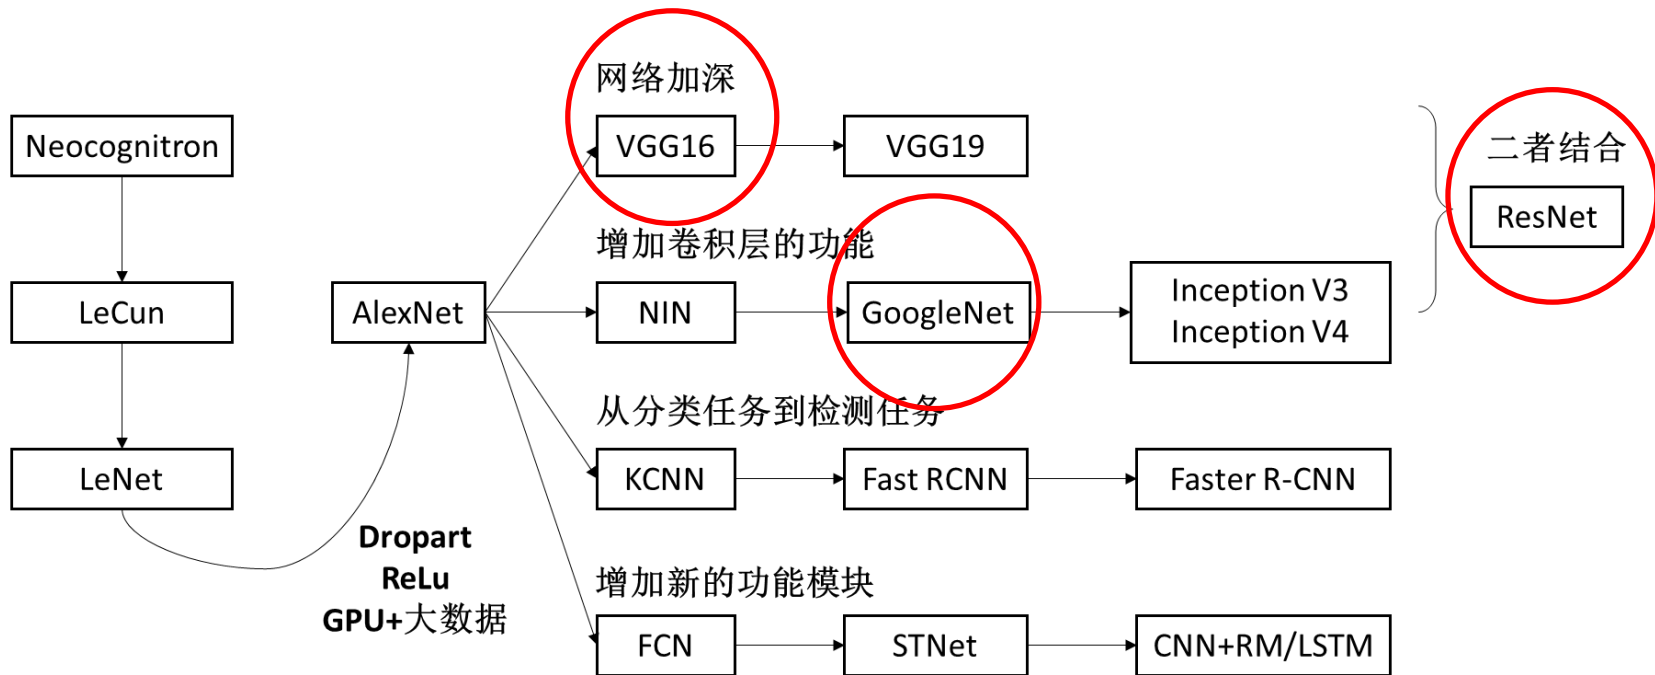 网络加深
Neocognitron
VGG16
VGG19
二者结合
ResNet
增加卷积层的功能
LeCun
AlexNet
NIN
GoogleNet
Inception V3
Inception V4
从分类任务到检测任务
LeNet
KCNN
Fast RCNN
Faster R-CNN
Dropart
ReLu
GPU+大数据
增加新的功能模块
FCN
STNet
CNN+RM/LSTM